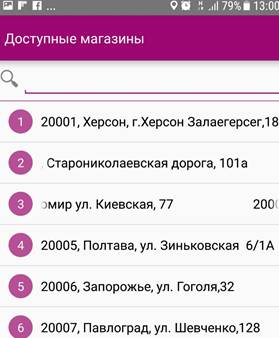 79% 13:00
Доступные магазины
1 20001, Херсон, г.Херсон Залаегерсег,18
2 , Старониколаевская дорога, 101а
3 омир ул. Киевская, 77 2000
4 20005, Полтава, ул. Зиньковская 6/1А
5 20006, Запорожье, ул. Гоголя,32
6 20007, Павлоград, ул. Шевченко,128